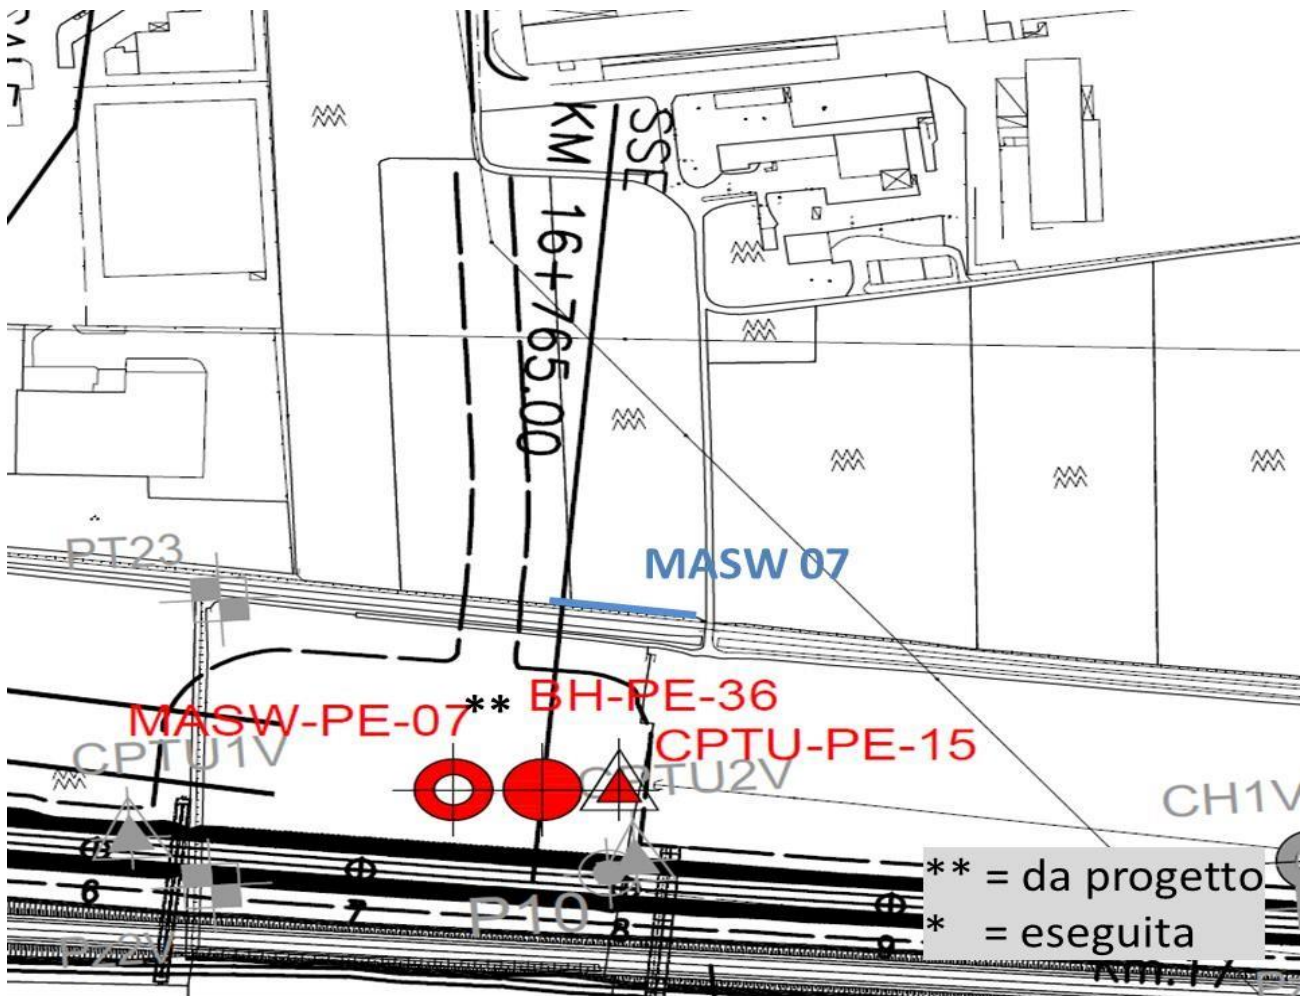 SSE
KM 16+765.00
PT23
MASW 07
MASW-PE-07**
BH-PE-36
CPTU-PE-15
CPTU1V
CPTU2V
CH1V
6
7
P10
8
9
** = da progetto
* = eseguita
PZ2V